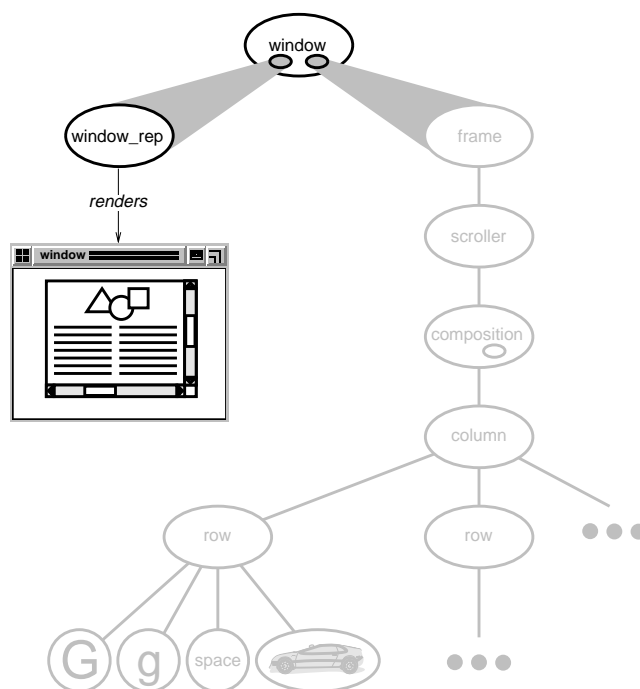 window
window_rep
frame
renders
scroller
window
composition
column
row
row
G
g
space